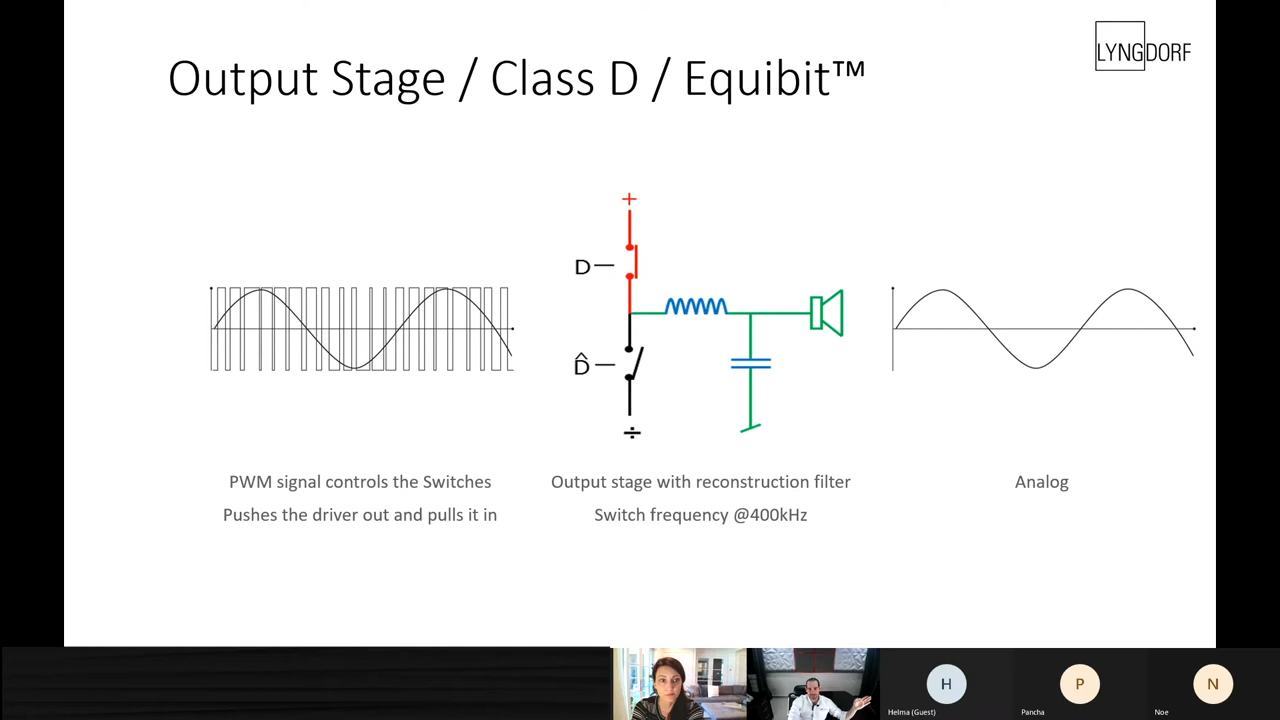 LYNGDORF
Output Stage / Class D / Equibit™
+
D
D̂
÷
PWM signal controls the Switches
Pushes the driver out and pulls it in
Output stage with reconstruction filter
Switch frequency @400kHz
Analog
H
Helma (Guest)
P
Pancha
N
Noe